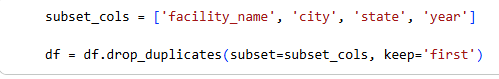 subset_cols = ['facility_name', 'city', 'state', 'year']
df = df.drop_duplicates(subset=subset_cols, keep='first')